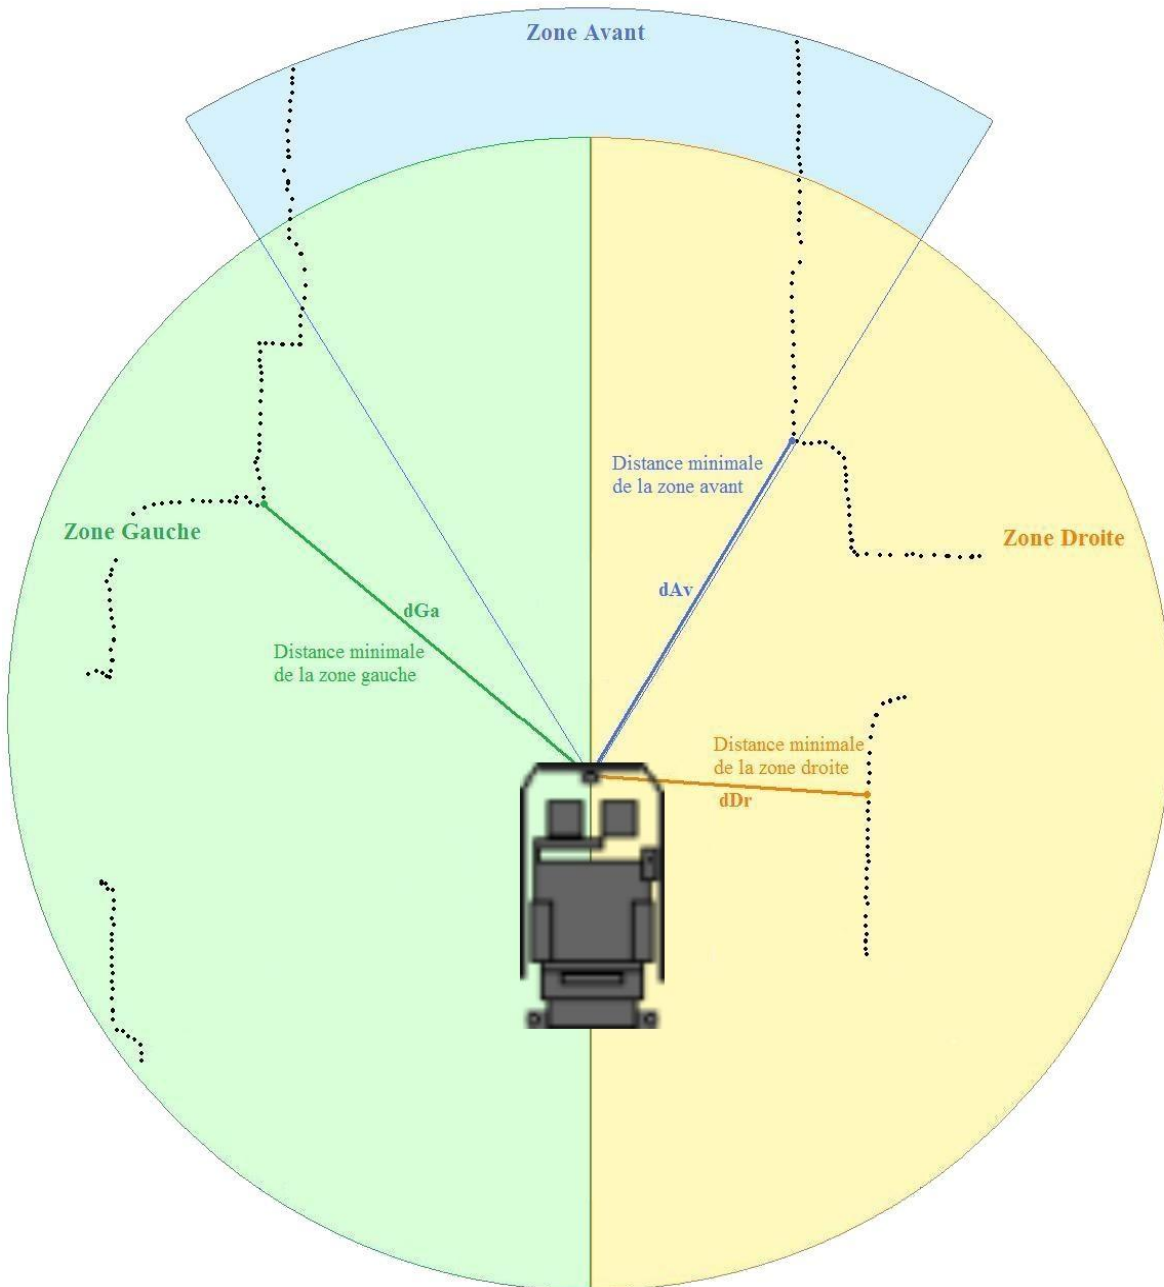 Zone Avant
Distance minimale
de la zone avant
Zone Gauche
Zone Droite
dAv
dGa
Distance minimale
de la zone gauche
Distance minimale
de la zone droite
dDr